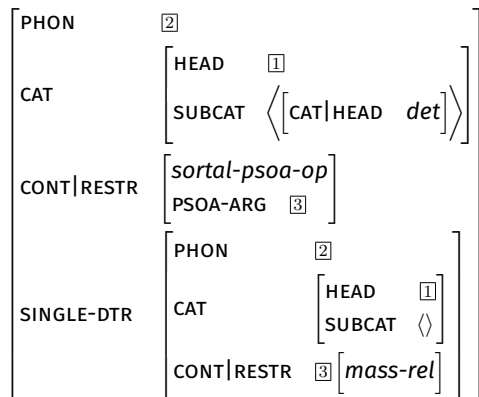 PHON 2
CAT HEAD 1
SUBCAT ⟨[CAT|HEAD det]⟩
CONT|RESTR sortal-psoa-op
PSOA-ARG 3
SINGLE-DTR PHON 2
CAT HEAD 1
SUBCAT ⟨⟩
CONT|RESTR 3 [mass-rel]